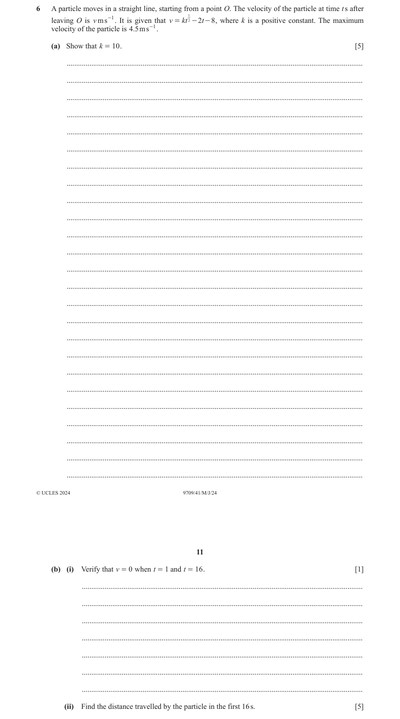 6 A particle moves in a straight line, starting from a point O. The velocity of the particle at time t s after
leaving O is v m s⁻¹. It is given that v = kt^½ − 2t − 8, where k is a positive constant. The maximum
velocity of the particle is 4.5 m s⁻¹.
(a) Show that k = 10. [5]
© UCLES 2024 9709/41/M/J/24
11
(b) (i) Verify that v = 0 when t = 1 and t = 16. [1]
(ii) Find the distance travelled by the particle in the first 16 s. [5]